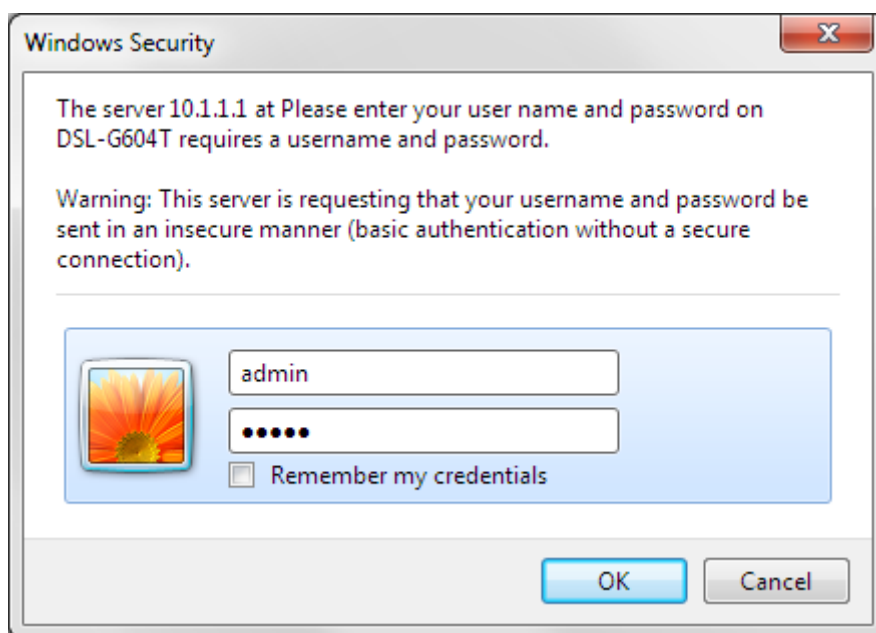 Windows Security
The server 10.1.1.1 at Please enter your user name and password on
DSL-G604T requires a username and password.
Warning: This server is requesting that your username and password be
sent in an insecure manner (basic authentication without a secure
connection).
admin
●●●●●
Remember my credentials
OK
Cancel